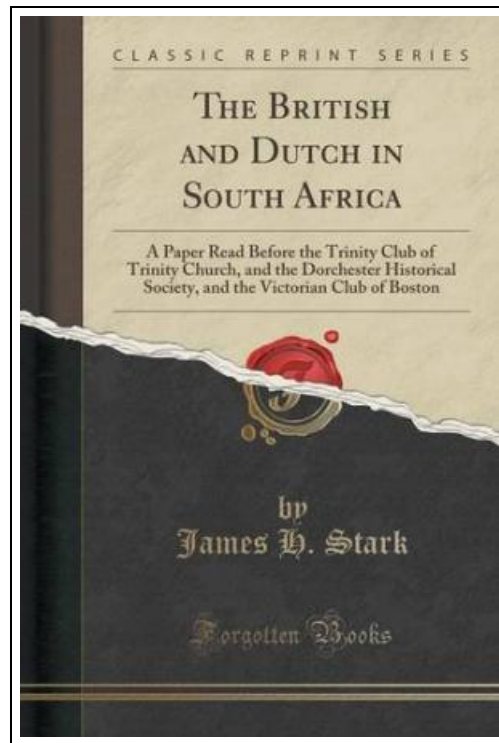 CLASSIC REPRINT SERIES
THE BRITISH
AND DUTCH IN
SOUTH AFRICA
A Paper Read Before the Trinity Club of
Trinity Church, and the Dorchester Historical
Society, and the Victorian Club of Boston
by
James H. Stark
Forgotten Books